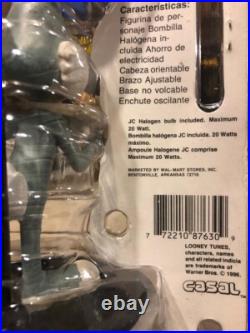 Características:
Figurina de per-
sonaje Bombilla
Halógena in-
cluida Ahorro de
electricidad
Cabeza orientable
Brazo Ajustable
Base no volcable
Enchute oscilante
JC Halogen bulb included. Maximum
20 Watt.
Bombilla halógena JC incluida. 20 Watts
máximo.
Ampoule Halogene JC comprise
Maximum 20 Watts.
MARKETED BY WAL-MART STORES, INC.
BENTONVILLE, ARKANSAS 72716
7 72210 87630 9
LOONEY TUNES,
characters, names
and all related indicia
are trademarks of
Warner Bros. © 1996.
casal